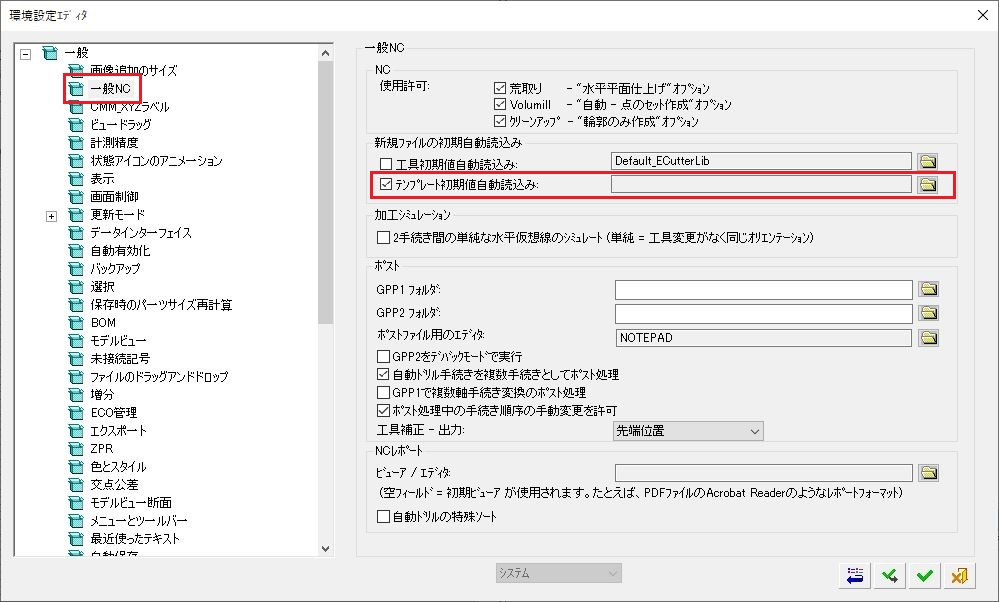 環境設定ｴﾃﾞｨﾀ
一般
画像追加のサイズ
一般NC
CMM_XYZラベル
ビュードラッグ
計測精度
状態アイコンのアニメーション
表示
画面制御
更新モード
データインターフェイス
自動有効化
バックアップ
選択
保存時のパーツサイズ再計算
BOM
モデルビュー
未接続記号
ファイルのドラッグアンドドロップ
増分
ECO管理
エクスポート
ZPR
色とスタイル
交点公差
モデルビュー断面
メニューとツールバー
最近使ったテキスト
自動保存
一般NC
NC
使用許可:
荒取り - "水平平面仕上げ"ｵﾌﾟｼｮﾝ
Volumill - "自動 - 点のセット作成"ｵﾌﾟｼｮﾝ
ｸﾘｰﾝｱｯﾌﾟ - "輪郭のみ作成"ｵﾌﾟｼｮﾝ
新規ファイルの初期自動読込み
工具初期値自動読込み: Default_ECutterLib
ﾃﾝﾌﾟﾚｰﾄ初期値自動読込み:
加工ｼﾐｭﾚｰｼｮﾝ
2手続き間の単純な水平仮想線のｼﾐｭﾚｰﾄ (単純 = 工具変更がなく同じｵﾘｴﾝﾃｰｼｮﾝ)
ﾎﾟｽﾄ
GPP1 ﾌｫﾙﾀﾞ:
GPP2 ﾌｫﾙﾀﾞ:
ﾎﾟｽﾄﾌｧｲﾙ用のｴﾃﾞｨﾀ: NOTEPAD
GPP2をﾃﾞﾊﾞｯｸﾓｰﾄﾞで実行
自動ﾄﾞﾘﾙ手続きを複数手続きとしてﾎﾟｽﾄ処理
GPP1で複数軸手続き変換のﾎﾟｽﾄ処理
ﾎﾟｽﾄ処理中の手続き順序の手動変更を許可
工具補正 - 出力: 先端位置
NCﾚﾎﾟｰﾄ
ﾋﾞｭｰｱ / ｴﾃﾞｨﾀ:
(空ﾌｨｰﾙﾄﾞ = 初期ﾋﾞｭｰｱ が使用されます。たとえば、PDFﾌｧｲﾙのAcrobat Readerのようなﾚﾎﾟｰﾄﾌｫｰﾏｯﾄ)
自動ﾄﾞﾘﾙの特殊ｿｰﾄ
ｼｽﾃﾑ